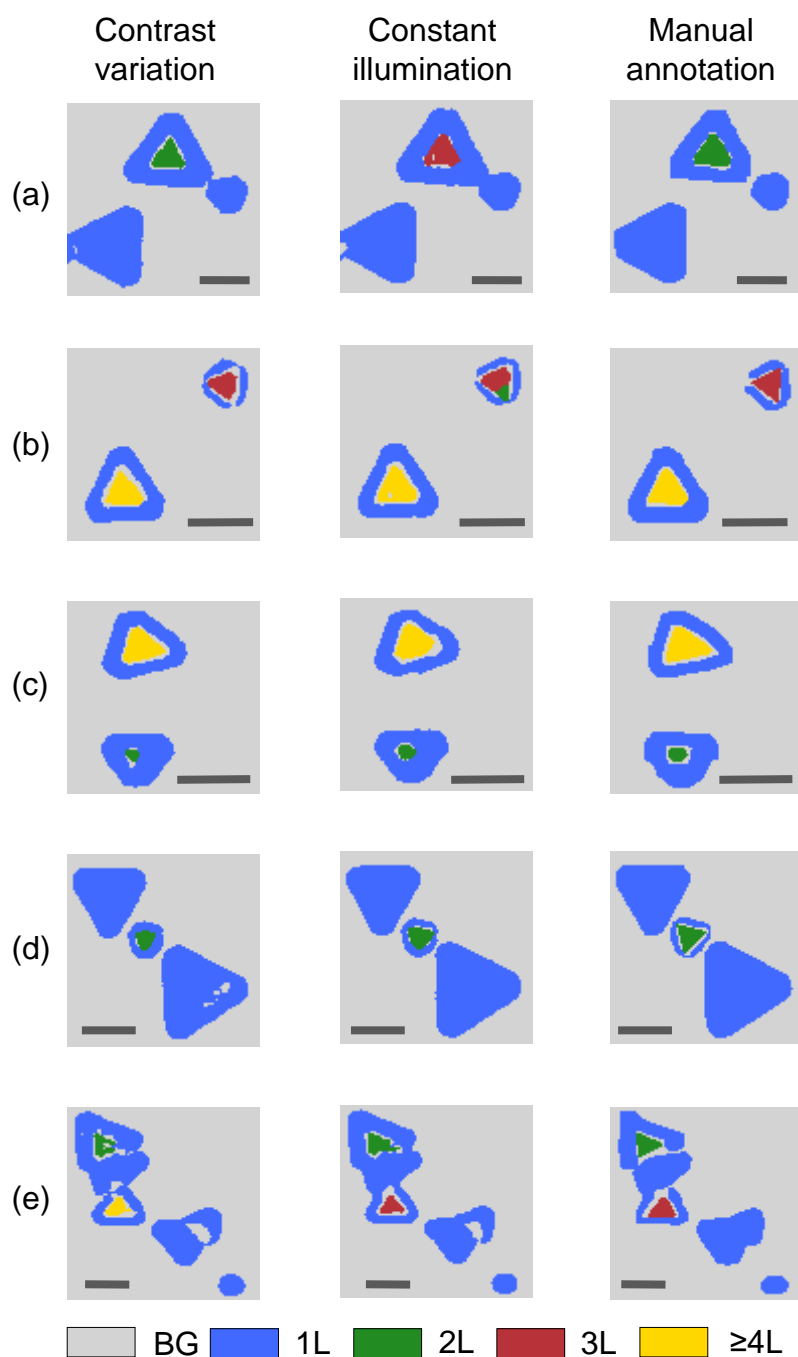 Contrast variation
Constant illumination
Manual annotation
(a)
(b)
(c)
(d)
(e)
BG 1L 2L 3L ≥4L